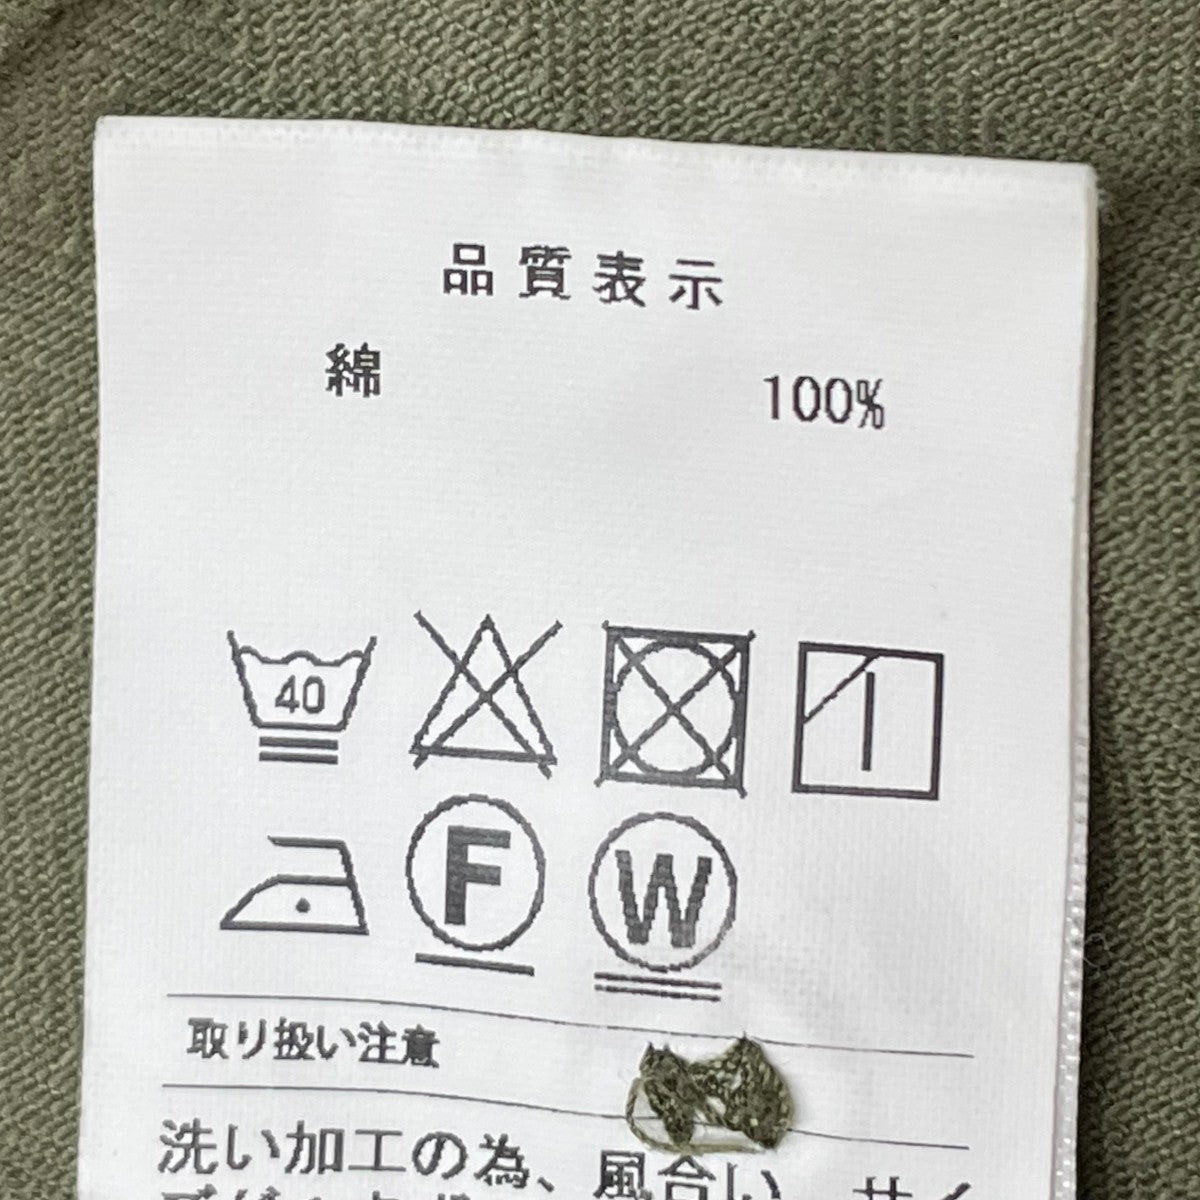 品質表示
綿 100%
40
F W
取り扱い注意
洗い加工の為、風合い、サイ